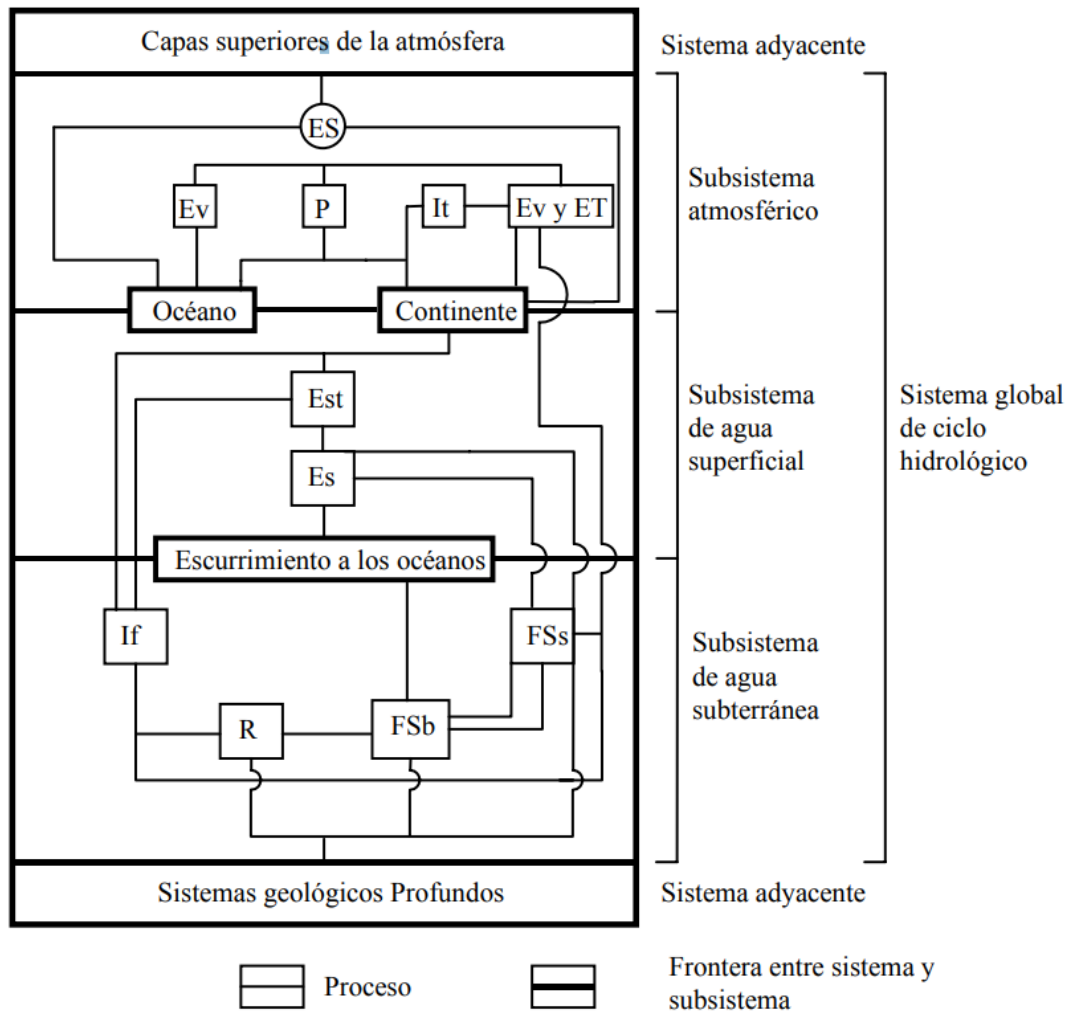 Capas superiores de la atmósfera
Sistema adyacente
ES
Ev
P
It
Ev y ET
Subsistema
atmosférico
Océano
Continente
Est
Es
Subsistema
de agua
superficial
Sistema global
de ciclo
hidrológico
Escurrimiento a los océanos
If
FSs
R
FSb
Subsistema
de agua
subterránea
Sistemas geológicos Profundos
Sistema adyacente
Proceso
Frontera entre sistema y
subsistema